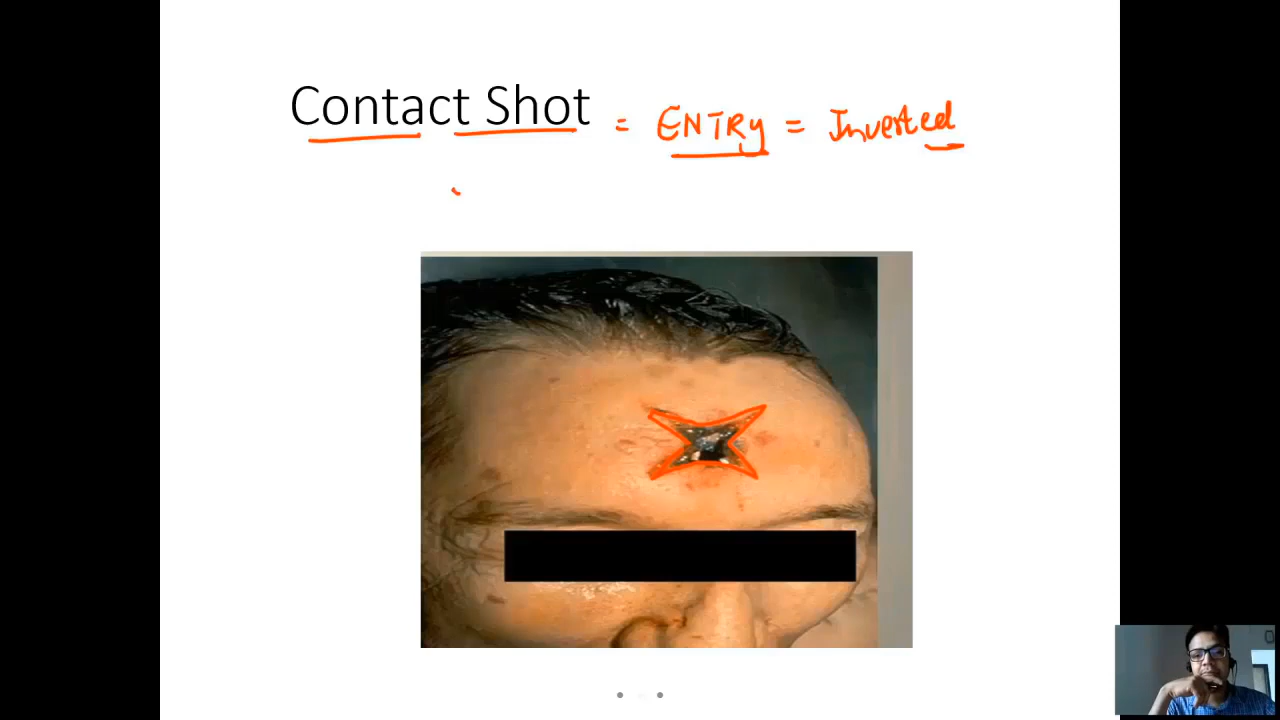 Contact Shot = ENTRY = Inverted